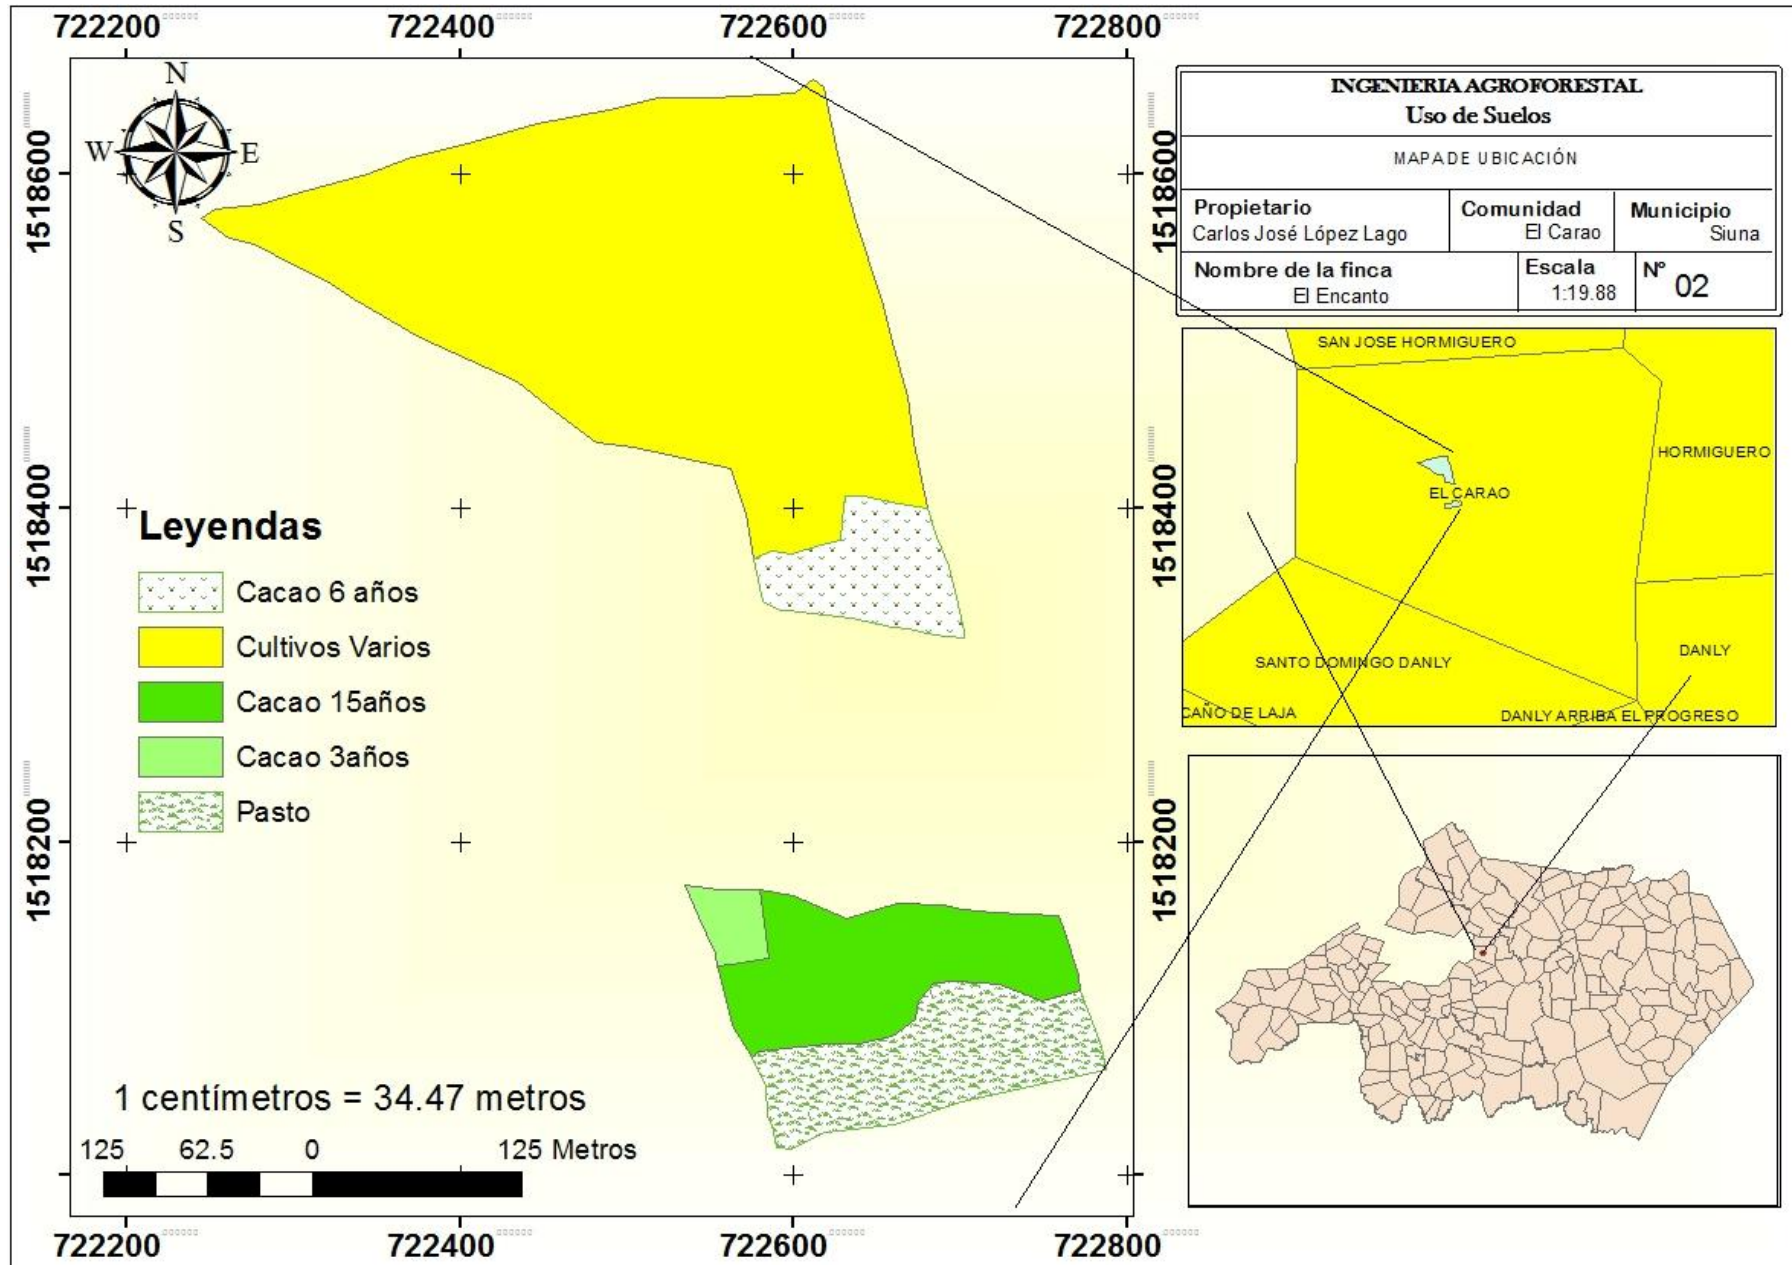 722200 722400 722600 722800
N
W E
S
1518600 1518600
1518400 1518400
1518200 1518200
Leyendas
Cacao 6 años
Cultivos Varios
Cacao 15años
Cacao 3años
Pasto
1 centímetros = 34.47 metros
125 62.5 0 125 Metros
722200 722400 722600 722800
INGENIERIA AGROFORESTAL
Uso de Suelos
MAPA DE UBICACIÓN
Propietario
Carlos José López Lago
Comunidad
El Carao
Municipio
Siuna
Nombre de la finca
El Encanto
Escala
1:19.88
N° 02
SAN JOSE HORMIGUERO
HORMIGUERO
EL CARAO
DANLY
SANTO DOMINGO DANLY
CAÑO DE LAJA
DANLY ARRIBA EL PROGRESO